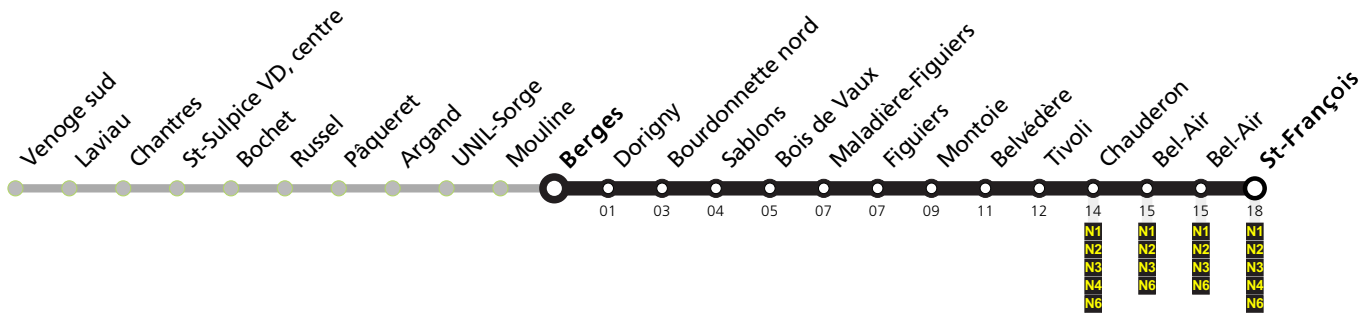 Venoge sud
Laviau
Chantres
St-Sulpice VD, centre
Bochet
Russel
Pâqueret
Argand
UNIL-Sorge
Mouline
Berges
Dorigny
Bourdonnette nord
Sablons
Bois de Vaux
Maladière-Figuiers
Figuiers
Montoie
Belvédère
Tivoli
Chauderon
Bel-Air
Bel-Air
St-François
01 03 04 05 07 07 09 11 12 14 15 15 18
N1 N1 N1 N1
N2 N2 N2 N2
N3 N3 N3 N3
N4 N6 N6 N4
N6 N6